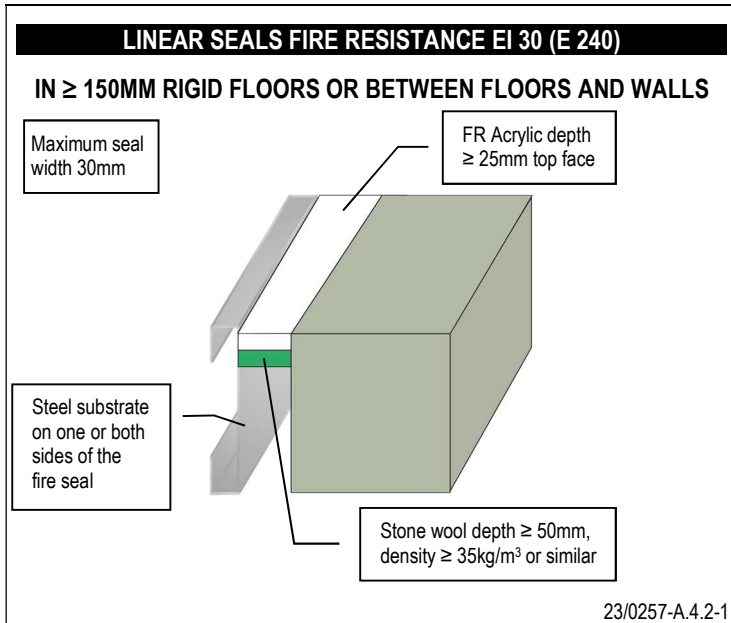 LINEAR SEALS FIRE RESISTANCE EI 30 (E 240)
IN ≥ 150MM RIGID FLOORS OR BETWEEN FLOORS AND WALLS
Maximum seal
width 30mm
FR Acrylic depth
≥ 25mm top face
Steel substrate
on one or both
sides of the
fire seal
Stone wool depth ≥ 50mm,
density ≥ 35kg/m³ or similar
23/0257-A.4.2-1